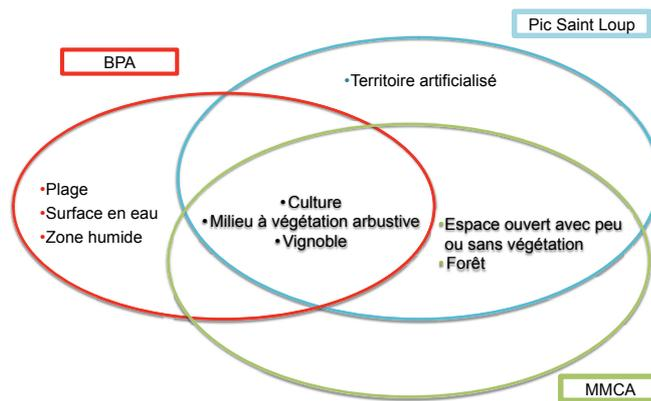 Pic Saint Loup
BPA
•Territoire artificialisé
•Plage
•Surface en eau
•Zone humide
•Culture
•Milieu à végétation arbustive
•Vignoble
•Espace ouvert avec peu
ou sans végétation
•Forêt
MMCA